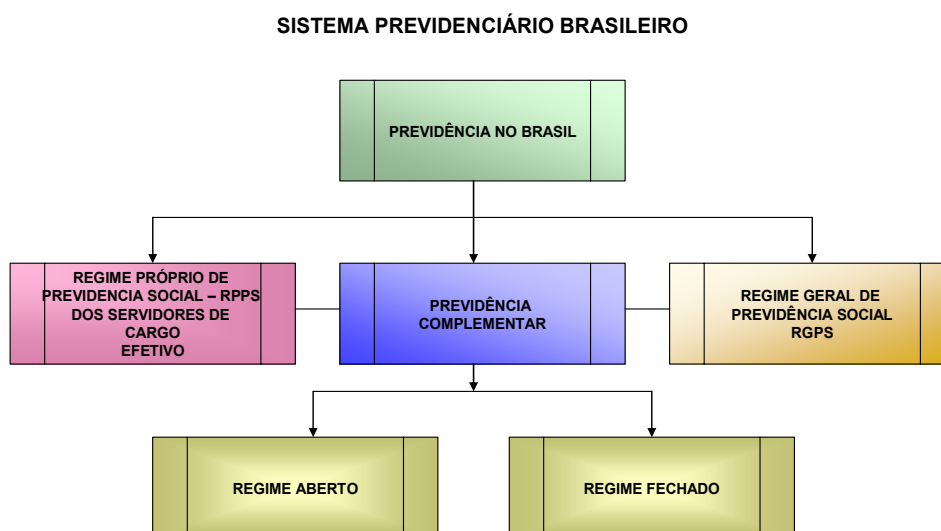 SISTEMA PREVIDENCIÁRIO BRASILEIRO
PREVIDÊNCIA NO BRASIL
REGIME PRÓPRIO DE
PREVIDENCIA SOCIAL – RPPS
DOS SERVIDORES DE
CARGO
EFETIVO
PREVIDÊNCIA
COMPLEMENTAR
REGIME GERAL DE
PREVIDÊNCIA SOCIAL
RGPS
REGIME ABERTO
REGIME FECHADO